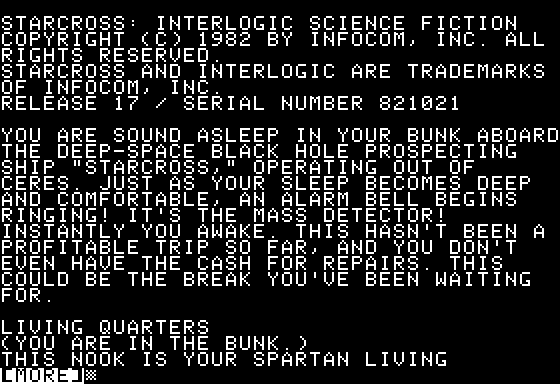 STARCROSS: INTERLOGIC SCIENCE FICTION
COPYRIGHT (C) 1982 BY INFOCOM, INC. ALL
RIGHTS RESERVED.
STARCROSS AND INTERLOGIC ARE TRADEMARKS
OF INFOCOM, INC.
RELEASE 17 / SERIAL NUMBER 821021

YOU ARE SOUND ASLEEP IN YOUR BUNK ABOARD
THE DEEP-SPACE BLACK HOLE PROSPECTING
SHIP "STARCROSS," OPERATING OUT OF
CERES. JUST AS YOUR SLEEP BECOMES DEEP
AND COMFORTABLE, AN ALARM BELL BEGINS
RINGING! IT'S THE MASS DETECTOR!
INSTANTLY YOU AWAKE. THIS HASN'T BEEN A
PROFITABLE TRIP SO FAR, AND YOU DON'T
EVEN HAVE THE CASH FOR REPAIRS. THIS
COULD BE THE BREAK YOU'VE BEEN WAITING
FOR.

LIVING QUARTERS
(YOU ARE IN THE BUNK.)
THIS NOOK IS YOUR SPARTAN LIVING
[MORE]